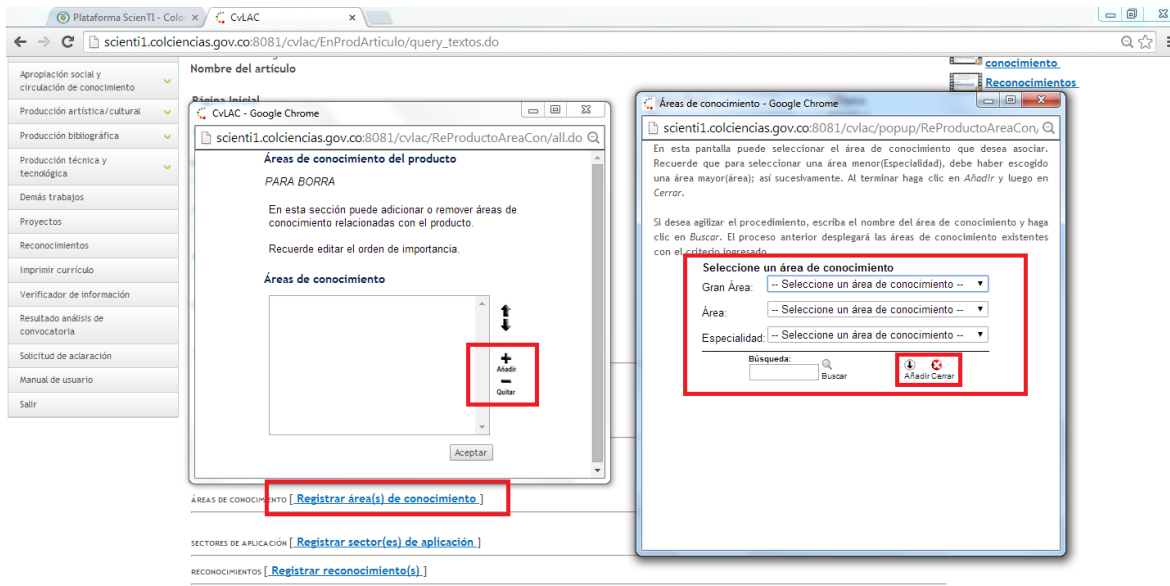 Plataforma ScienTI - Colo
CvLAC
scienti1.colciencias.gov.co:8081/cvlac/EnProdArticulo/query_textos.do
Apropiación social y
circulación de conocimiento
Producción artística/cultural
Producción bibliográfica
Producción técnica y
tecnológica
Demás trabajos
Proyectos
Reconocimientos
Imprimir currículo
Verificador de información
Resultado análisis de
convocatoria
Solicitud de aclaración
Manual de usuario
Salir
Nombre del artículo
Página Inicial
conocimiento
Reconocimientos
CvLAC - Google Chrome
scienti1.colciencias.gov.co:8081/cvlac/ReProductoAreaCon/all.do
Áreas de conocimiento del producto
PARA BORRA
En esta sección puede adicionar o remover áreas de
conocimiento relacionadas con el producto.
Recuerde editar el orden de importancia.
Áreas de conocimiento
Añadir
Quitar
Aceptar
Áreas de conocimiento - Google Chrome
scienti1.colciencias.gov.co:8081/cvlac/popup/ReProductoAreaCon,
En esta pantalla puede seleccionar el área de conocimiento que desea asociar.
Recuerde que para seleccionar una área menor(Especialidad), debe haber escogido
una área mayor(área); así sucesivamente. Al terminar haga clic en Añadir y luego en
Cerrar.
Si desea agilizar el procedimiento, escriba el nombre del área de conocimiento y haga
clic en Buscar. El proceso anterior desplegará las áreas de conocimiento existentes
con el criterio ingresado
Seleccione un área de conocimiento
Gran Área: -- Seleccione un área de conocimiento --
Área: -- Seleccione un área de conocimiento --
Especialidad: -- Seleccione un área de conocimiento --
Búsqueda:
Buscar
Añadir Cerrar
ÁREAS DE CONOCIMIENTO [ Registrar área(s) de conocimiento ]
SECTORES DE APLICACIÓN [ Registrar sector(es) de aplicación ]
RECONOCIMIENTOS [ Registrar reconocimiento(s) ]